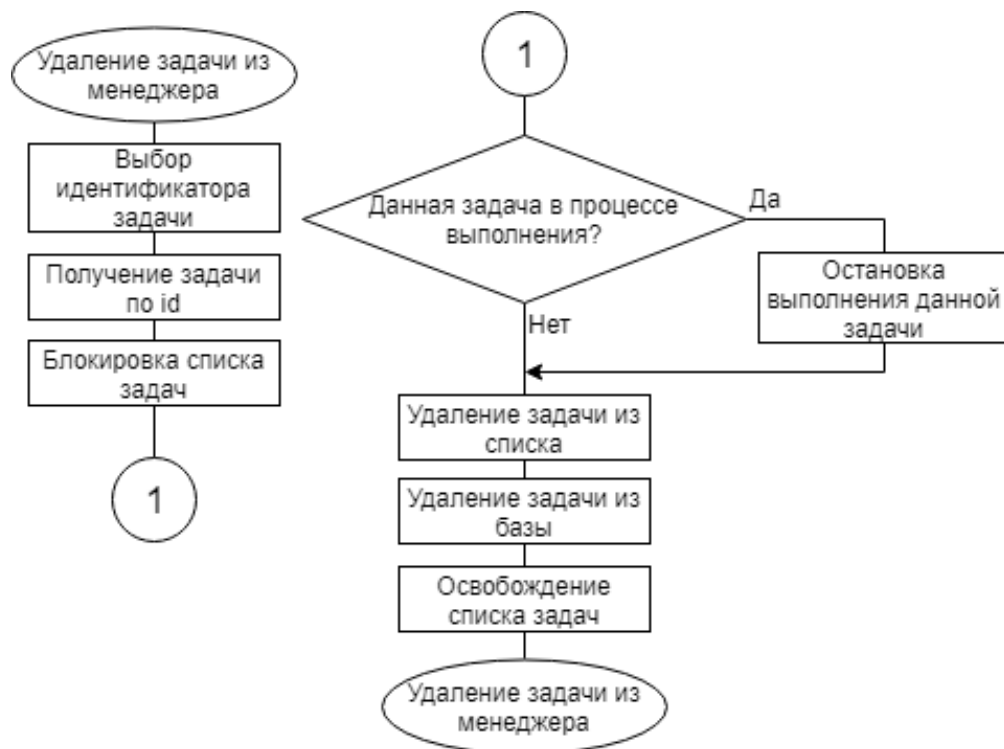 Удаление задачи из
менеджера
Выбор
идентификатора
задачи
Получение задачи
по id
Блокировка списка
задач
1
1
Данная задача в процессе
выполнения?
Да
Остановка
выполнения данной
задачи
Нет
Удаление задачи из
списка
Удаление задачи из
базы
Освобождение
списка задач
Удаление задачи из
менеджера